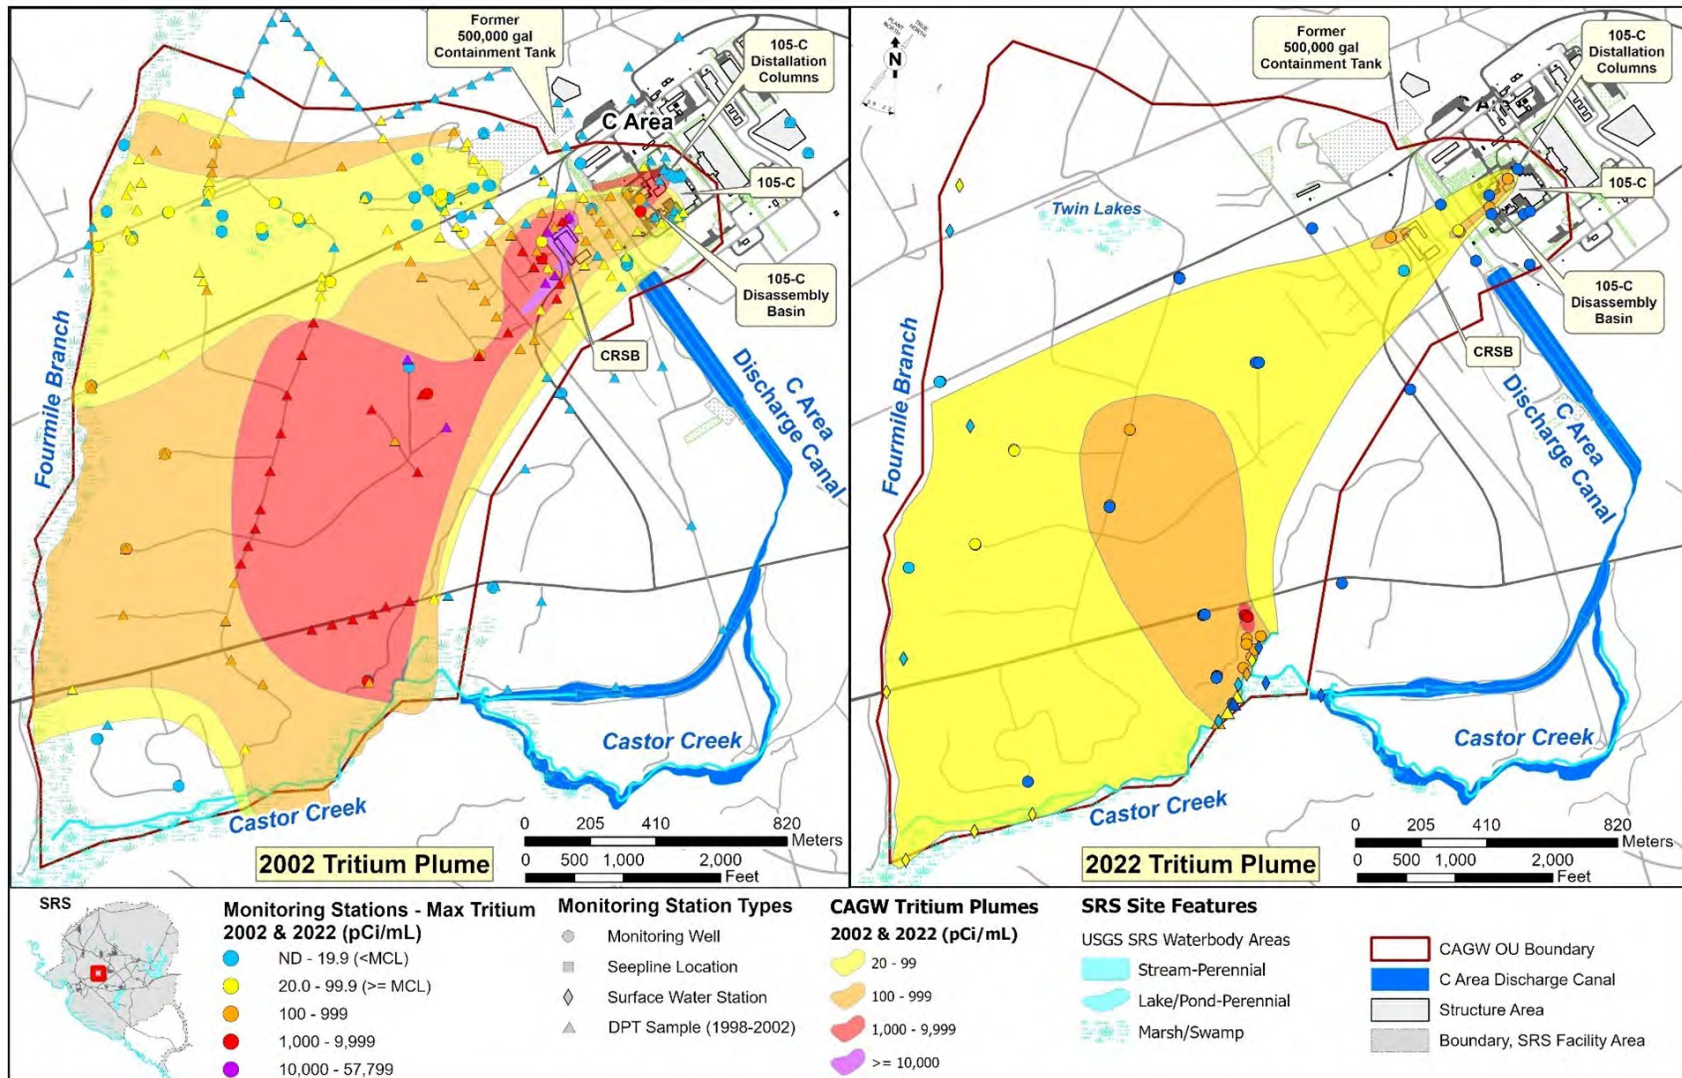 Former
500,000 gal
Containment Tank
105-C
Distallation
Columns
C Area
105-C
105-C
Disassembly
Basin
CRSB
Fourmile Branch
C Area
Discharge Canal
Castor Creek
Castor Creek
0 205 410 820
Meters
0 500 1,000 2,000
Feet
2002 Tritium Plume
PLANT
NORTH
TRUE
NORTH
N
Former
500,000 gal
Containment Tank
105-C
Distallation
Columns
105-C
Twin Lakes
105-C
Disassembly
Basin
CRSB
Fourmile Branch
C Area
Discharge Canal
Castor Creek
Castor Creek
0 205 410 820
Meters
0 500 1,000 2,000
Feet
2022 Tritium Plume
SRS
Monitoring Stations - Max Tritium
2002 & 2022 (pCi/mL)
ND - 19.9 (<MCL)
20.0 - 99.9 (>= MCL)
100 - 999
1,000 - 9,999
10,000 - 57,799
Monitoring Station Types
Monitoring Well
Seepline Location
Surface Water Station
DPT Sample (1998-2002)
CAGW Tritium Plumes
2002 & 2022 (pCi/mL)
20 - 99
100 - 999
1,000 - 9,999
>= 10,000
SRS Site Features
USGS SRS Waterbody Areas
Stream-Perennial
Lake/Pond-Perennial
Marsh/Swamp
CAGW OU Boundary
C Area Discharge Canal
Structure Area
Boundary, SRS Facility Area